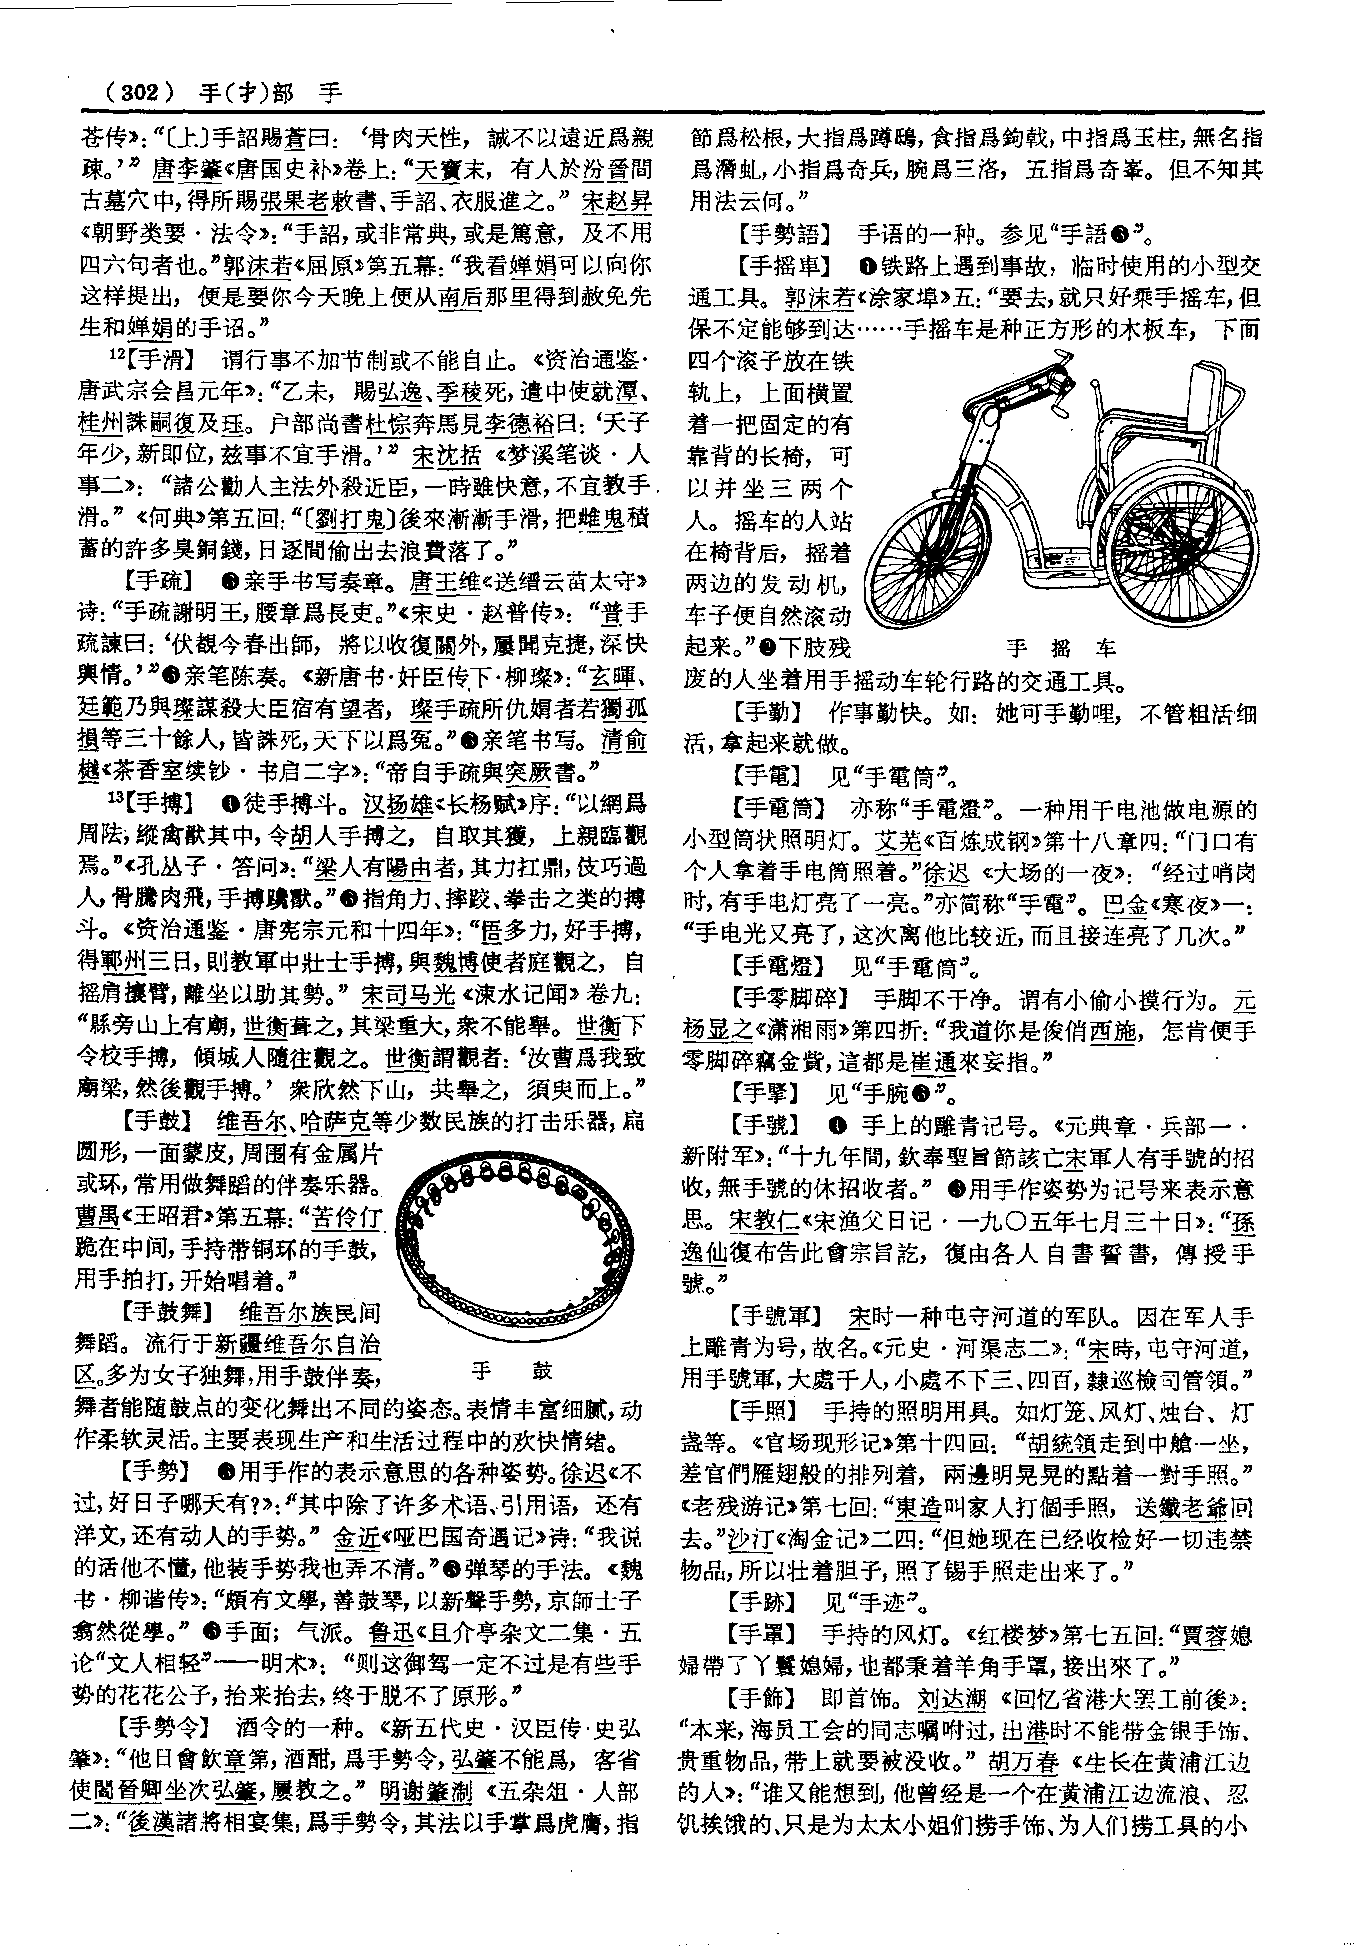 （302） 手(扌)部 手
苍传》：“〔上〕手詔賜蒼曰：‘骨肉天性，誠不以遠近爲親
疎。’” 唐李肇《唐国史补》卷上：“天寶末，有人於汾晉間
古墓穴中，得所賜張果老敕書、手詔、衣服進之。” 宋赵昇
《朝野类要·法令》：“手詔，或非常典，或是篤意，及不用
四六句者也。”郭沫若《屈原》第五幕：“我看婵娟可以向你
这样提出，便是要你今天晚上便从南后那里得到赦免先
生和婵娟的手诏。”
12【手滑】 谓行事不加节制或不能自止。《资治通鉴·
唐武宗会昌元年》：“乙未，賜弘逸、季稜死，遣中使就潭、
桂州誅嗣復及珏。户部尚書杜悰奔馬見李德裕曰：‘天子
年少，新即位，兹事不宜手滑。’” 宋沈括《梦溪笔谈·人
事二》：“諸公勸人主法外殺近臣，一時雖快意，不宜教手
滑。”《何典》第五回：“〔劉打鬼〕後來漸漸手滑，把雌鬼積
蓄的許多臭銅錢，日逐間偷出去浪費落了。”
【手疏】 ❶亲手书写奏章。唐王维《送缙云苗太守》
诗：“手疏謝明王，腰章爲長吏。”《宋史·赵普传》：“普手
疏諫曰：‘伏覩今春出師，將以收復關外，屢聞克捷，深快
輿情。’”❷亲笔陈奏。《新唐书·奸臣传下·柳璨》：“玄暉、
廷範乃與璨謀殺大臣宿有望者，璨手疏所仇媢者若獨孤
損等三十餘人，皆誅死，天下以爲冤。”❸亲笔书写。清俞
樾《茶香室续钞·书启二字》：“帝自手疏與突厥書。”
13【手搏】 ❶徒手搏斗。汉扬雄《长杨赋》序：“以網爲
周阹，縱禽獸其中，令胡人手搏之，自取其獲，上親臨觀
焉。”《孔丛子·答问》：“梁人有陽由者，其力扛鼎，伎巧過
人，骨騰肉飛，手搏踆獸。”❷指角力、摔跤、拳击之类的搏
斗。《资治通鉴·唐宪宗元和十四年》：“悟多力，好手搏，
得鄆州三日，則教軍中壯士手搏，與魏博使者庭觀之，自
摇肩攘臂，離坐以助其勢。” 宋司马光《涑水记闻》卷九：
“縣旁山上有廟，世衡葺之，其梁重大，衆不能舉。世衡下
令校手搏，傾城人隨往觀之。世衡謂觀者：‘汝曹爲我致
廟梁，然後觀手搏。’衆欣然下山，共舉之，須臾而上。”
【手鼓】 维吾尔、哈萨克等少数民族的打击乐器，扁
圆形，一面蒙皮，周围有金属片
或环，常用做舞蹈的伴奏乐器。
曹禺《王昭君》第五幕：“苦伶仃
跪在中间，手持带铜环的手鼓，
用手拍打，开始唱着。”
【手鼓舞】 维吾尔族民间
舞蹈。流行于新疆维吾尔自治
区。多为女子独舞，用手鼓伴奏，
手 鼓
舞者能随鼓点的变化舞出不同的姿态。表情丰富细腻，动
作柔软灵活。主要表现生产和生活过程中的欢快情绪。
【手勢】 ❶用手作的表示意思的各种姿势。徐迟《不
过，好日子哪天有？》：“其中除了许多术语、引用语，还有
洋文，还有动人的手势。” 金近《哑巴国奇遇记》诗：“我说
的话他不懂，他装手势我也弄不清。”❷弹琴的手法。《魏
书·柳谐传》：“頗有文學，善鼓琴，以新聲手勢，京師士子
翕然從學。” ❸手面；气派。鲁迅《且介亭杂文二集·五
论“文人相轻”——明术》：“则这御驾一定不过是有些手
势的花花公子，抬来抬去，终于脱不了原形。”
【手勢令】 酒令的一种。《新五代史·汉臣传·史弘
肇》：“他日會飲章第，酒酣，爲手勢令，弘肇不能爲，客省
使閻晉卿坐次弘肇，屢教之。” 明谢肇淛《五杂俎·人部
二》：“後漢諸將相宴集，爲手勢令，其法以手掌爲虎膺，指
節爲松根，大指爲蹲鴟，食指爲鉤戟，中指爲玉柱，無名指
爲潛虬，小指爲奇兵，腕爲三洛，五指爲奇峯。但不知其
用法云何。”
【手勢語】 手语的一种。参见“手語❷”。
【手摇車】 ❶铁路上遇到事故，临时使用的小型交
通工具。郭沫若《涂家埠》五：“要去，就只好乘手摇车，但
保不定能够到达……手摇车是种正方形的木板车，下面
四个滚子放在铁
轨上，上面横置
着一把固定的有
靠背的长椅，可
以并坐三两个
人。摇车的人站
在椅背后，摇着
两边的发动机，
车子便自然滚动
起来。”❷下肢残
手 摇 车
废的人坐着用手摇动车轮行路的交通工具。
【手勤】 作事勤快。如：她可手勤哩，不管粗活细
活，拿起来就做。
【手電】 见“手電筒”。
【手電筒】 亦称“手電燈”。一种用干电池做电源的
小型筒状照明灯。艾芜《百炼成钢》第十八章四：“门口有
个人拿着手电筒照着。”徐迟《大场的一夜》：“经过哨岗
时，有手电灯亮了一亮。”亦简称“手電”。巴金《寒夜》一：
“手电光又亮了，这次离他比较近，而且接连亮了几次。”
【手電燈】 见“手電筒”。
【手零脚碎】 手脚不干净。谓有小偷小摸行为。元
杨显之《潇湘雨》第四折：“我道你是俊俏西施，怎肯便手
零脚碎竊金貲，這都是崔通來妄指。”
【手掔】 见“手腕❶”。
【手號】 ❶ 手上的雕青记号。《元典章·兵部一·
新附军》：“十九年間，欽奉聖旨節該亡宋軍人有手號的招
收，無手號的休招收者。” ❷用手作姿势为记号来表示意
思。宋教仁《宋渔父日记·一九〇五年七月三十日》：“孫
逸仙復布告此會宗旨訖，復由各人自書誓書，傳授手
號。”
【手號軍】 宋时一种屯守河道的军队。因在军人手
上雕青为号，故名。《元史·河渠志二》：“宋時，屯守河道，
用手號軍，大處千人，小處不下三、四百，隸巡檢司管領。”
【手照】 手持的照明用具。如灯笼、风灯、烛台、灯
盏等。《官场现形记》第十四回：“胡統領走到中艙一坐，
差官們雁翅般的排列着，兩邊明晃晃的點着一對手照。”
《老残游记》第七回：“東造叫家人打個手照，送鐵老爺回
去。”沙汀《淘金记》二四：“但她现在已经收检好一切违禁
物品，所以壮着胆子，照了锡手照走出来了。”
【手跡】 见“手迹”。
【手罩】 手持的风灯。《红楼梦》第七五回：“賈蓉媳
婦帶了丫鬟媳婦，也都秉着羊角手罩，接出來了。”
【手飾】 即首饰。刘达潮《回忆省港大罢工前後》：
“本来，海员工会的同志嘱咐过，出港时不能带金银手饰、
贵重物品，带上就要被没收。” 胡万春《生长在黄浦江边
的人》：“谁又能想到，他曾经是一个在黄浦江边流浪、忍
饥挨饿的、只是为太太小姐们捞手饰、为人们捞工具的小